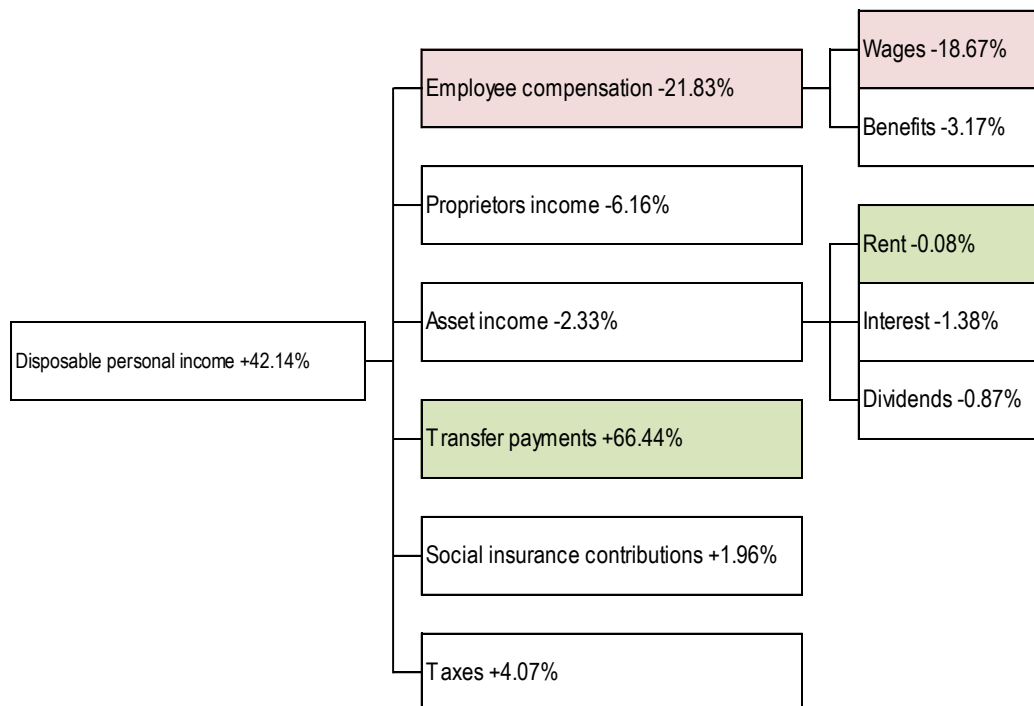 Disposable personal income +42.14%
Employee compensation -21.83%
Wages -18.67%
Benefits -3.17%
Proprietors income -6.16%
Asset income -2.33%
Rent -0.08%
Interest -1.38%
Dividends -0.87%
Transfer payments +66.44%
Social insurance contributions +1.96%
Taxes +4.07%